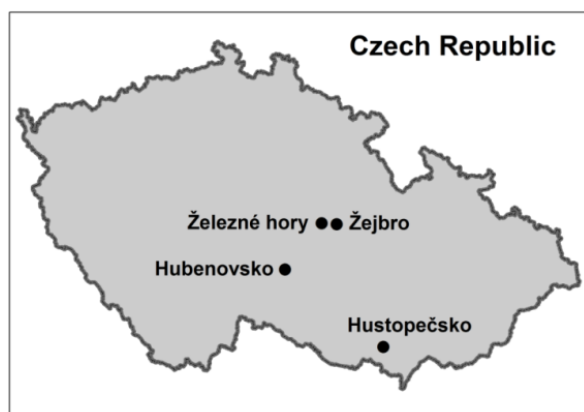 Czech Republic
Železné hory
Žejbro
Hubenovsko
Hustopečsko